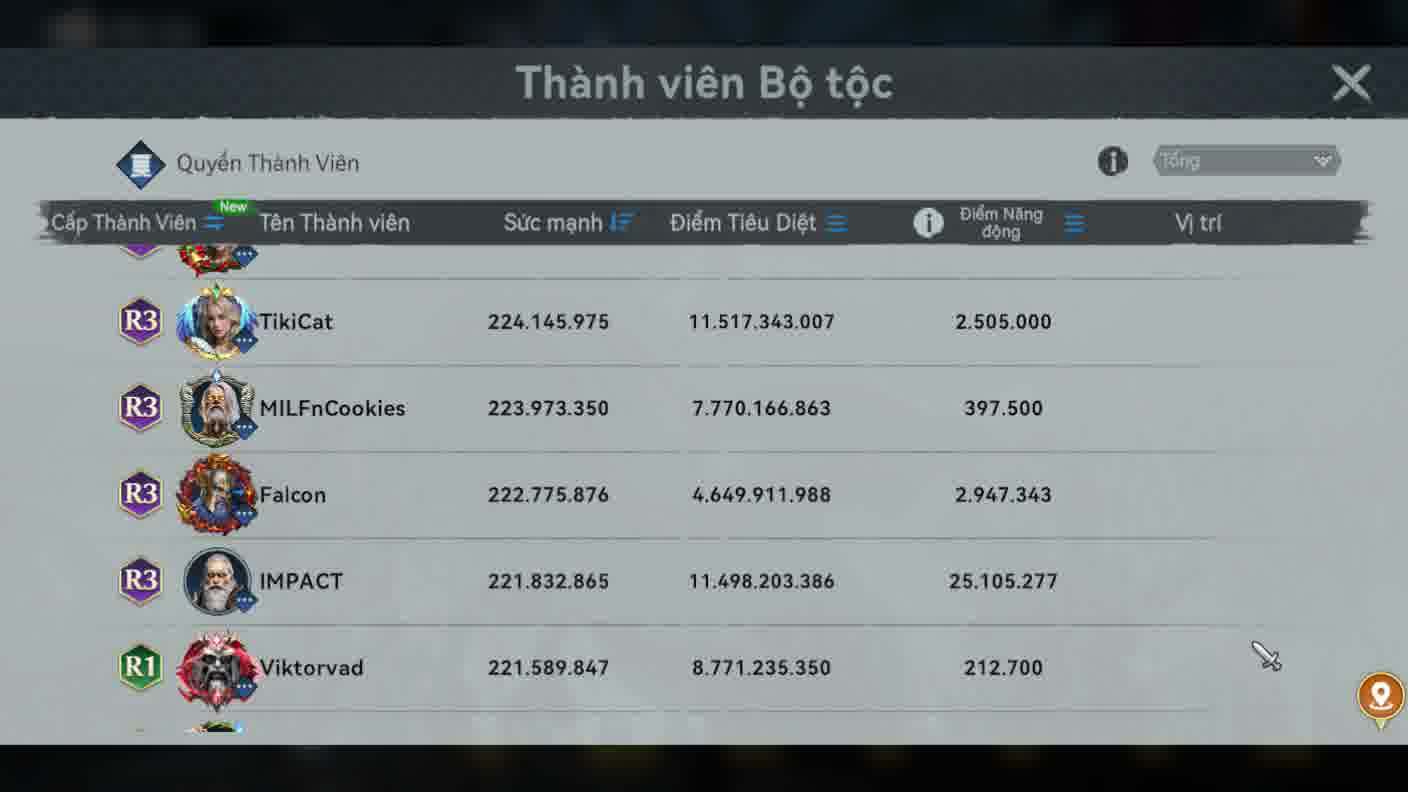 Thành viên Bộ tộc
Quyển Thành Viên
Tổng
New
Cấp Thành Viên Tên Thành viên Sức mạnh Điểm Tiêu Diệt Điểm Năng động Vị trí
R3 TikiCat 224.145.975 11.517.343.007 2.505.000
R3 MILFnCookies 223.973.350 7.770.166.863 397.500
R3 Falcon 222.775.876 4.649.911.988 2.947.343
R3 IMPACT 221.832.865 11.498.203.386 25.105.277
R1 Viktorvad 221.589.847 8.771.235.350 212.700